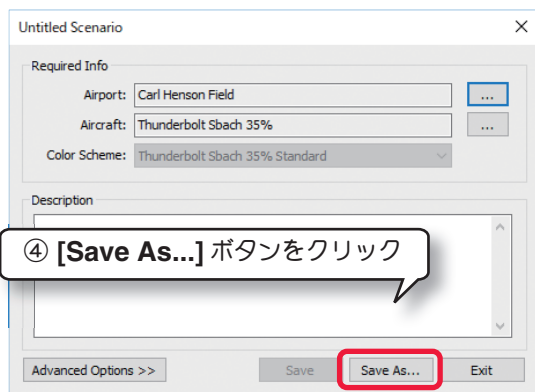 Untitled Scenario
Required Info
Airport: Carl Henson Field ...
Aircraft: Thunderbolt Sbach 35% ...
Color Scheme: Thunderbolt Sbach 35% Standard
Description
④ [Save As...] ボタンをクリック
Advanced Options >> Save Save As... Exit